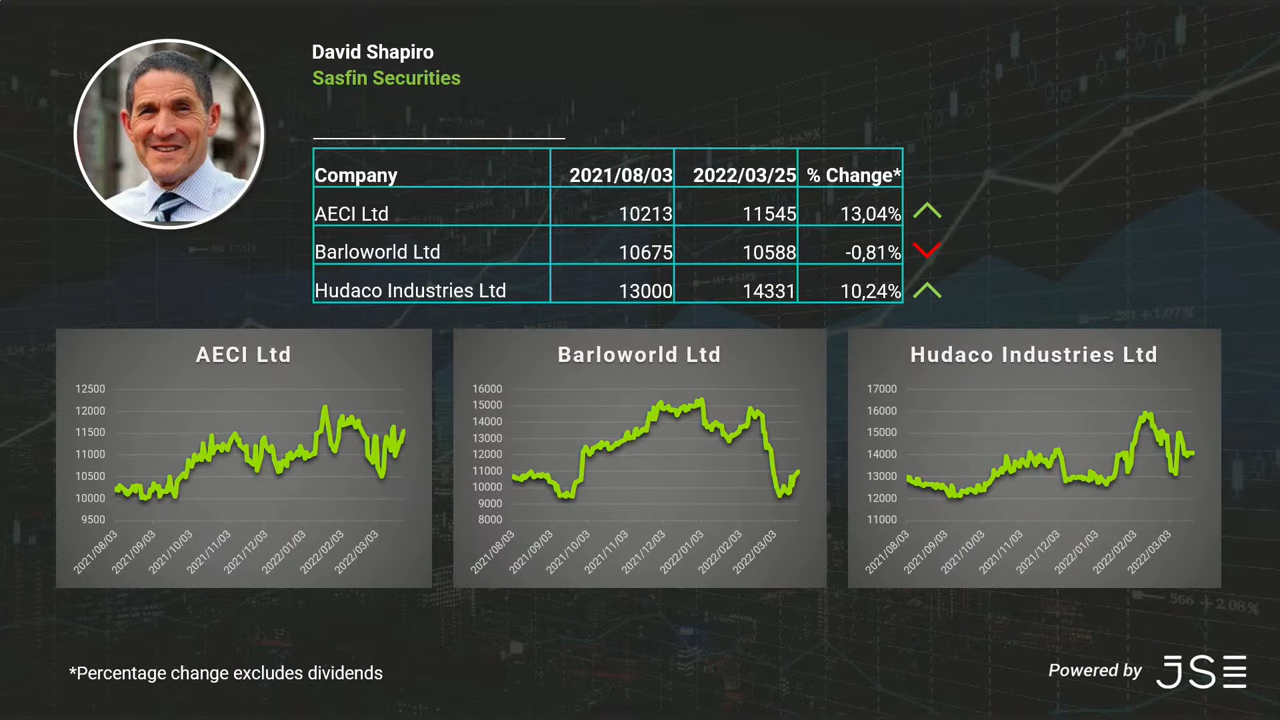 David Shapiro
Sasfin Securities
Company 2021/08/03 2022/03/25 % Change*
AECI Ltd 10213 11545 13,04%
Barloworld Ltd 10675 10588 -0,81%
Hudaco Industries Ltd 13000 14331 10,24%
AECI Ltd
12500
12000
11500
11000
10500
10000
9500
2021/08/03 2021/09/03 2021/10/03 2021/11/03 2021/12/03 2022/01/03 2022/02/03 2022/03/03
Barloworld Ltd
16000
15000
14000
13000
12000
11000
10000
9000
8000
2021/08/03 2021/09/03 2021/10/03 2021/11/03 2021/12/03 2022/01/03 2022/02/03 2022/03/03
Hudaco Industries Ltd
17000
16000
15000
14000
13000
12000
11000
2021/08/03 2021/09/03 2021/10/03 2021/11/03 2021/12/03 2022/01/03 2022/02/03 2022/03/03
566 +2.08%
*Percentage change excludes dividends
Powered by JSE